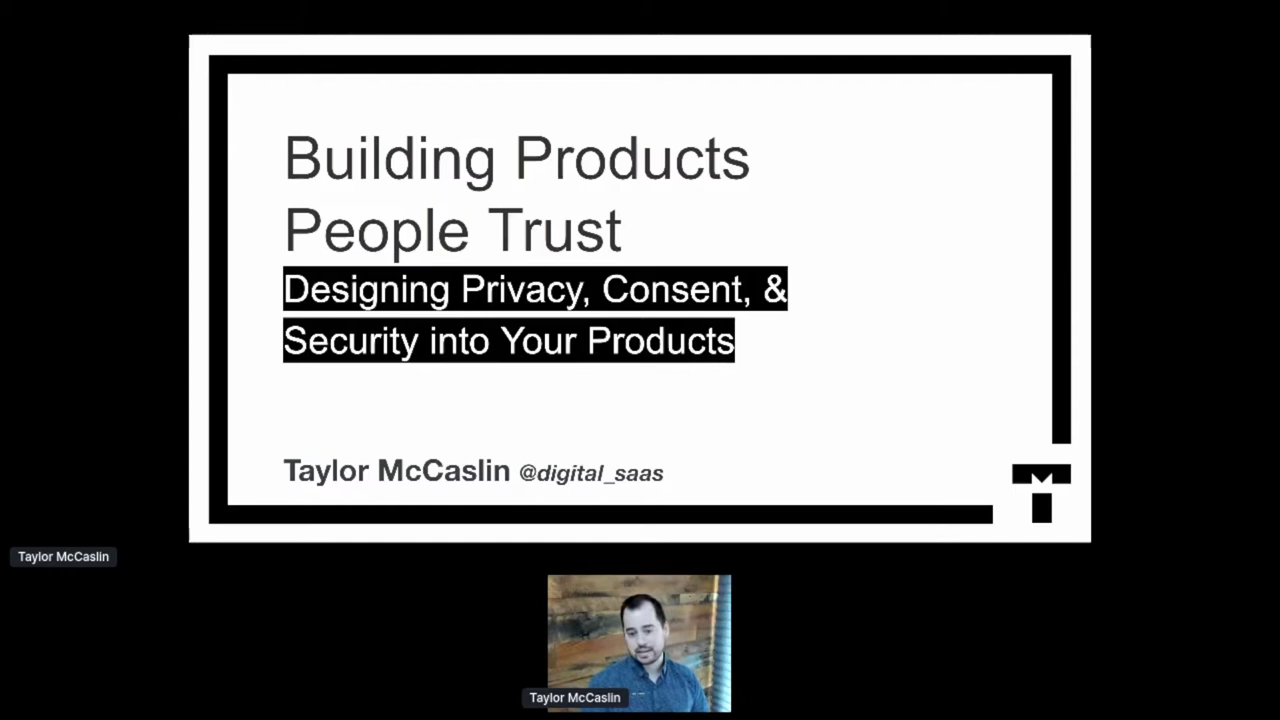 Building Products
People Trust
Designing Privacy, Consent, &
Security into Your Products
Taylor McCaslin @digital_saas
Taylor McCaslin
Taylor McCaslin